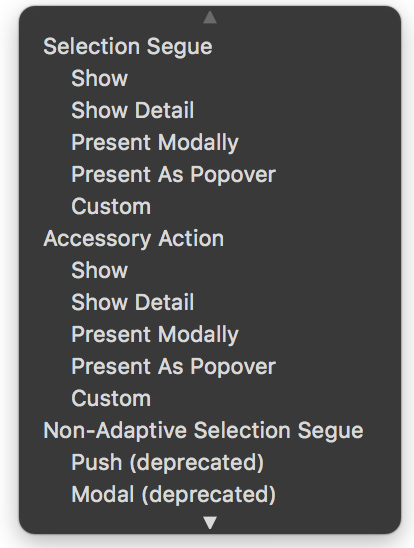 Selection Segue
Show
Show Detail
Present Modally
Present As Popover
Custom
Accessory Action
Show
Show Detail
Present Modally
Present As Popover
Custom
Non-Adaptive Selection Segue
Push (deprecated)
Modal (deprecated)